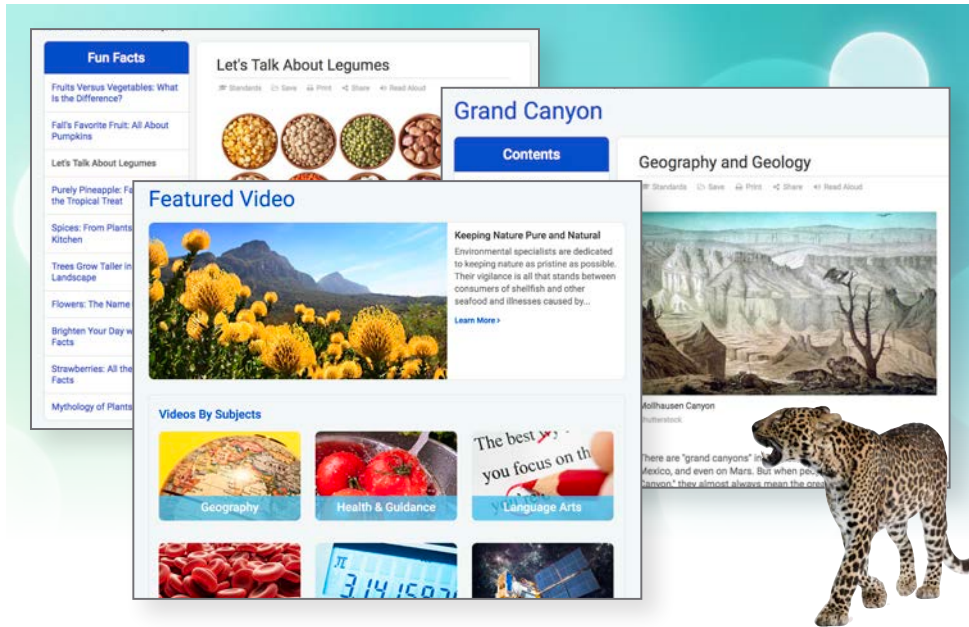 Fun Facts
Fruits Versus Vegetables: What
Is the Difference?
Fall's Favorite Fruit: All About
Pumpkins
Let's Talk About Legumes
Purely Pineapple: Fa
the Tropical Treat
Spices: From Plants
Kitchen
Trees Grow Taller in
Landscape
Flowers: The Name
Brighten Your Day w
Facts
Strawberries: All the
Facts
Mythology of Plants
Let's Talk About Legumes
Standards Save Print Share Read Aloud
Grand Canyon
Contents
Geography and Geology
Standards Save Print Share Read Aloud
Mollhausen Canyon
Shutterstock
There are "grand canyons" in
Mexico, and even on Mars. But when peo
Canyon," they almost always mean the grea
Featured Video
Keeping Nature Pure and Natural
Environmental specialists are dedicated
to keeping nature as pristine as possible.
Their vigilance is all that stands between
consumers of shellfish and other
seafood and illnesses caused by...
Learn More >
Videos By Subjects
Geography
The best
you focus on th
you're
Health & Guidance
Language Arts
π
3.1415926